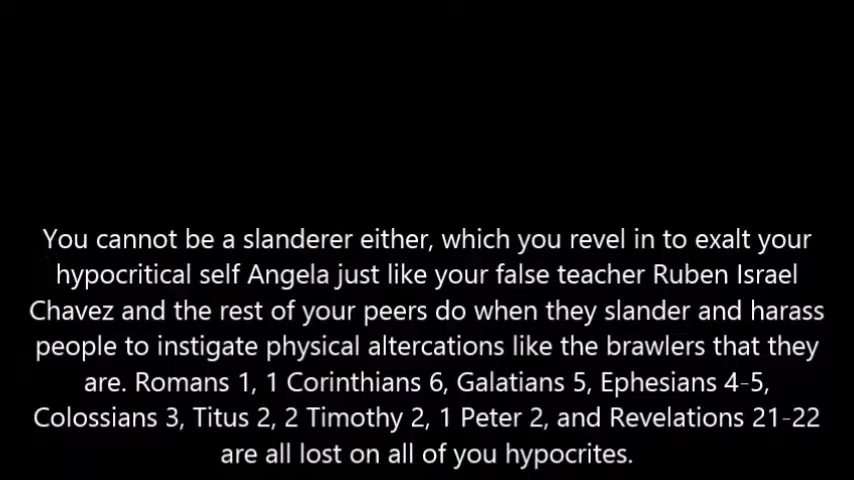 You cannot be a slanderer either, which you revel in to exalt your
hypocritical self Angela just like your false teacher Ruben Israel
Chavez and the rest of your peers do when they slander and harass
people to instigate physical altercations like the brawlers that they
are. Romans 1, 1 Corinthians 6, Galatians 5, Ephesians 4-5,
Colossians 3, Titus 2, 2 Timothy 2, 1 Peter 2, and Revelations 21-22
are all lost on all of you hypocrites.